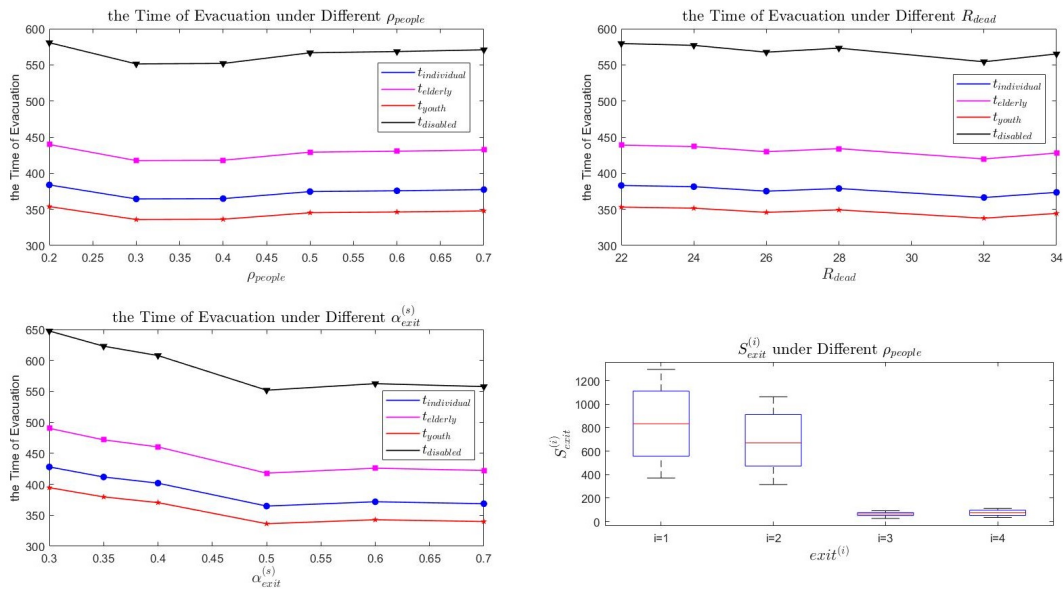 the Time of Evacuation under Different ρ_people
600
550
500
450
400
350
300
the Time of Evacuation
t_individual
t_elderly
t_youth
t_disabled
0.2 0.25 0.3 0.35 0.4 0.45 0.5 0.55 0.6 0.65 0.7
ρ_people
the Time of Evacuation under Different R_dead
600
550
500
450
400
350
300
the Time of Evacuation
t_individual
t_elderly
t_youth
t_disabled
22 24 26 28 30 32 34
R_dead
the Time of Evacuation under Different α_exit^(s)
650
600
550
500
450
400
350
300
the Time of Evacuation
t_individual
t_elderly
t_youth
t_disabled
0.3 0.35 0.4 0.45 0.5 0.55 0.6 0.65 0.7
α_exit^(s)
S_exit^(i) under Different ρ_people
1200
1000
800
600
400
200
0
S_exit^(i)
i=1 i=2 i=3 i=4
exit^(i)